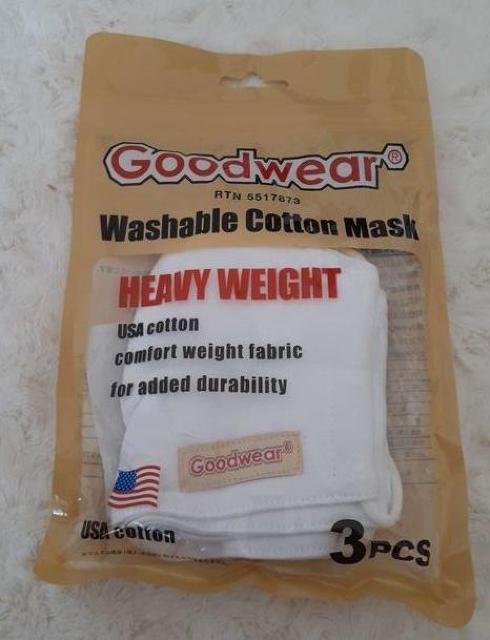 Goodwear®
RTN 5517873
Washable Cotton Mask
HEAVY WEIGHT
USA cotton
comfort weight fabric
for added durability
Goodwear®
USA cotton
3PCS